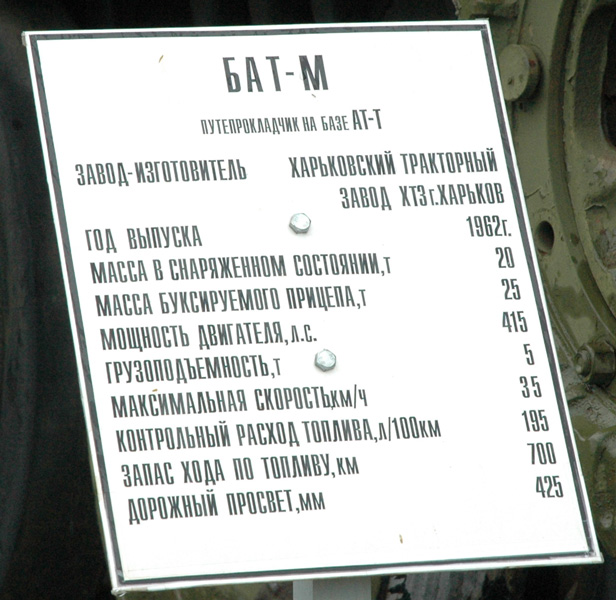 БАТ-М
ПУТЕПРОКЛАДЧИК НА БАЗЕ АТ-Т
ЗАВОД-ИЗГОТОВИТЕЛЬ ХАРЬКОВСКИЙ ТРАКТОРНЫЙ
ЗАВОД ХТЗ г.ХАРЬКОВ
ГОД ВЫПУСКА 1962г.
МАССА В СНАРЯЖЕННОМ СОСТОЯНИИ,т 20
МАССА БУКСИРУЕМОГО ПРИЦЕПА,т 25
МОЩНОСТЬ ДВИГАТЕЛЯ,л.с. 415
ГРУЗОПОДЪЕМНОСТЬ,т 5
МАКСИМАЛЬНАЯ СКОРОСТЬ,км/ч 35
КОНТРОЛЬНЫЙ РАСХОД ТОПЛИВА,л/100км 195
ЗАПАС ХОДА ПО ТОПЛИВУ,км 700
ДОРОЖНЫЙ ПРОСВЕТ,мм 425